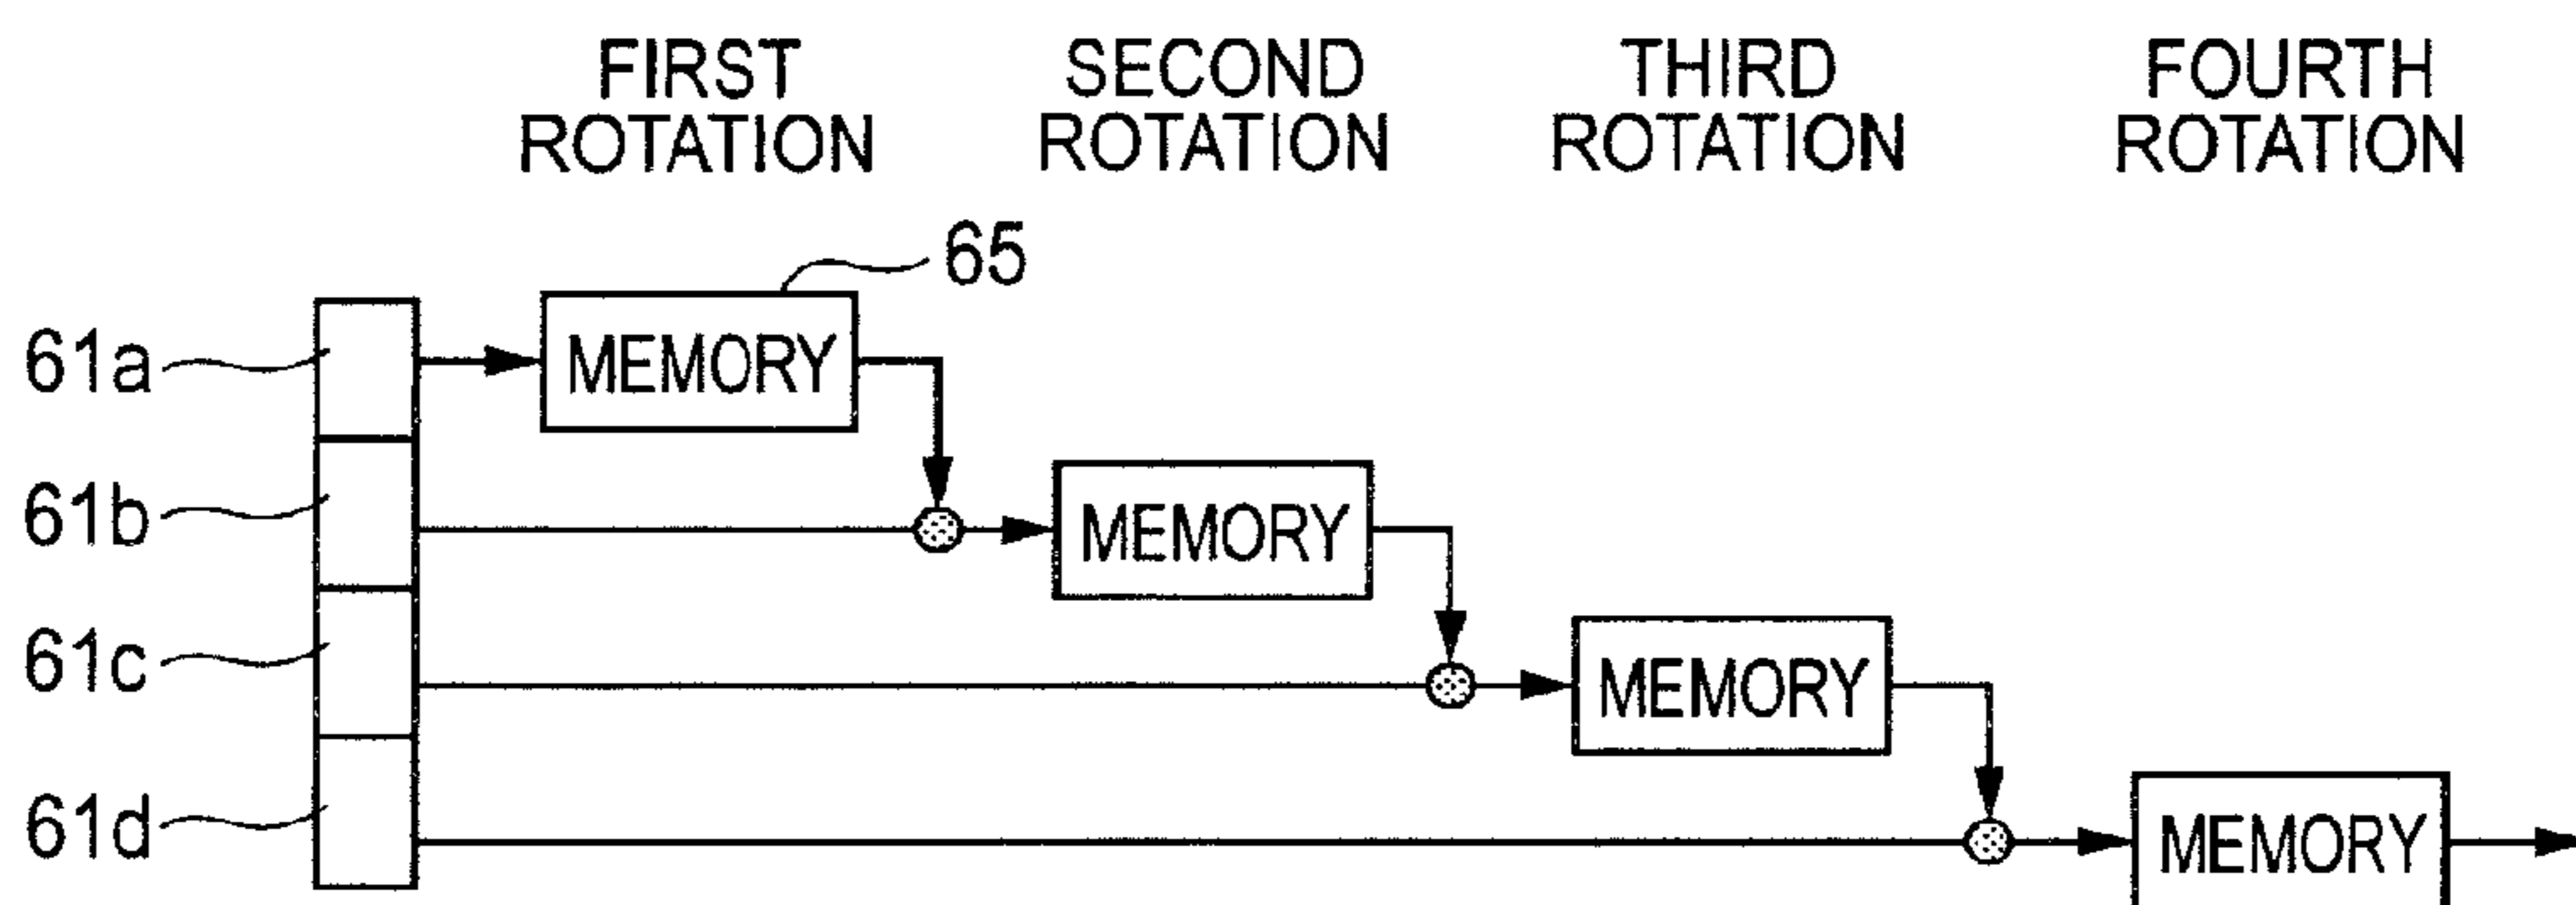 FIRST
ROTATION
SECOND
ROTATION
THIRD
ROTATION
FOURTH
ROTATION
65
61a
MEMORY
61b
MEMORY
61c
MEMORY
61d
MEMORY